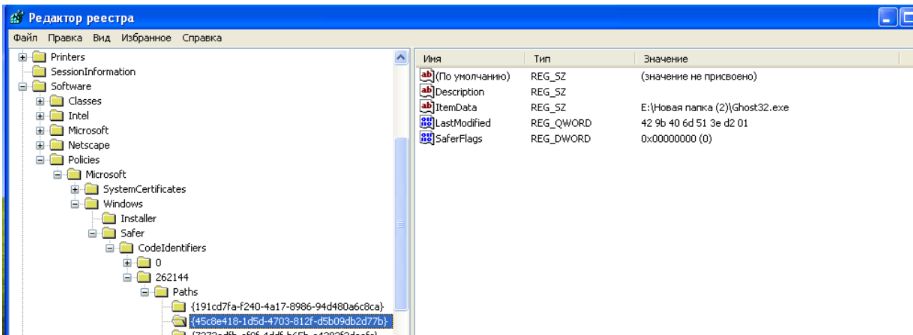 Редактор реестра
Файл Правка Вид Избранное Справка
Printers
SessionInformation
Software
Classes
Intel
Microsoft
Netscape
Policies
Microsoft
SystemCertificates
Windows
Installer
Safer
CodeIdentifiers
0
262144
Paths
{191cd7fa-f240-4a17-8986-94d480a6c8ca}
{45c8e418-1d5d-4703-812f-d5b09db2d77b}
Имя Тип Значение
(По умолчанию) REG_SZ (значение не присвоено)
Description REG_SZ
ItemData REG_SZ E:\Новая папка (2)\Ghost32.exe
LastModified REG_QWORD 42 9b 40 6d 51 3e d2 01
SaferFlags REG_DWORD 0x00000000 (0)